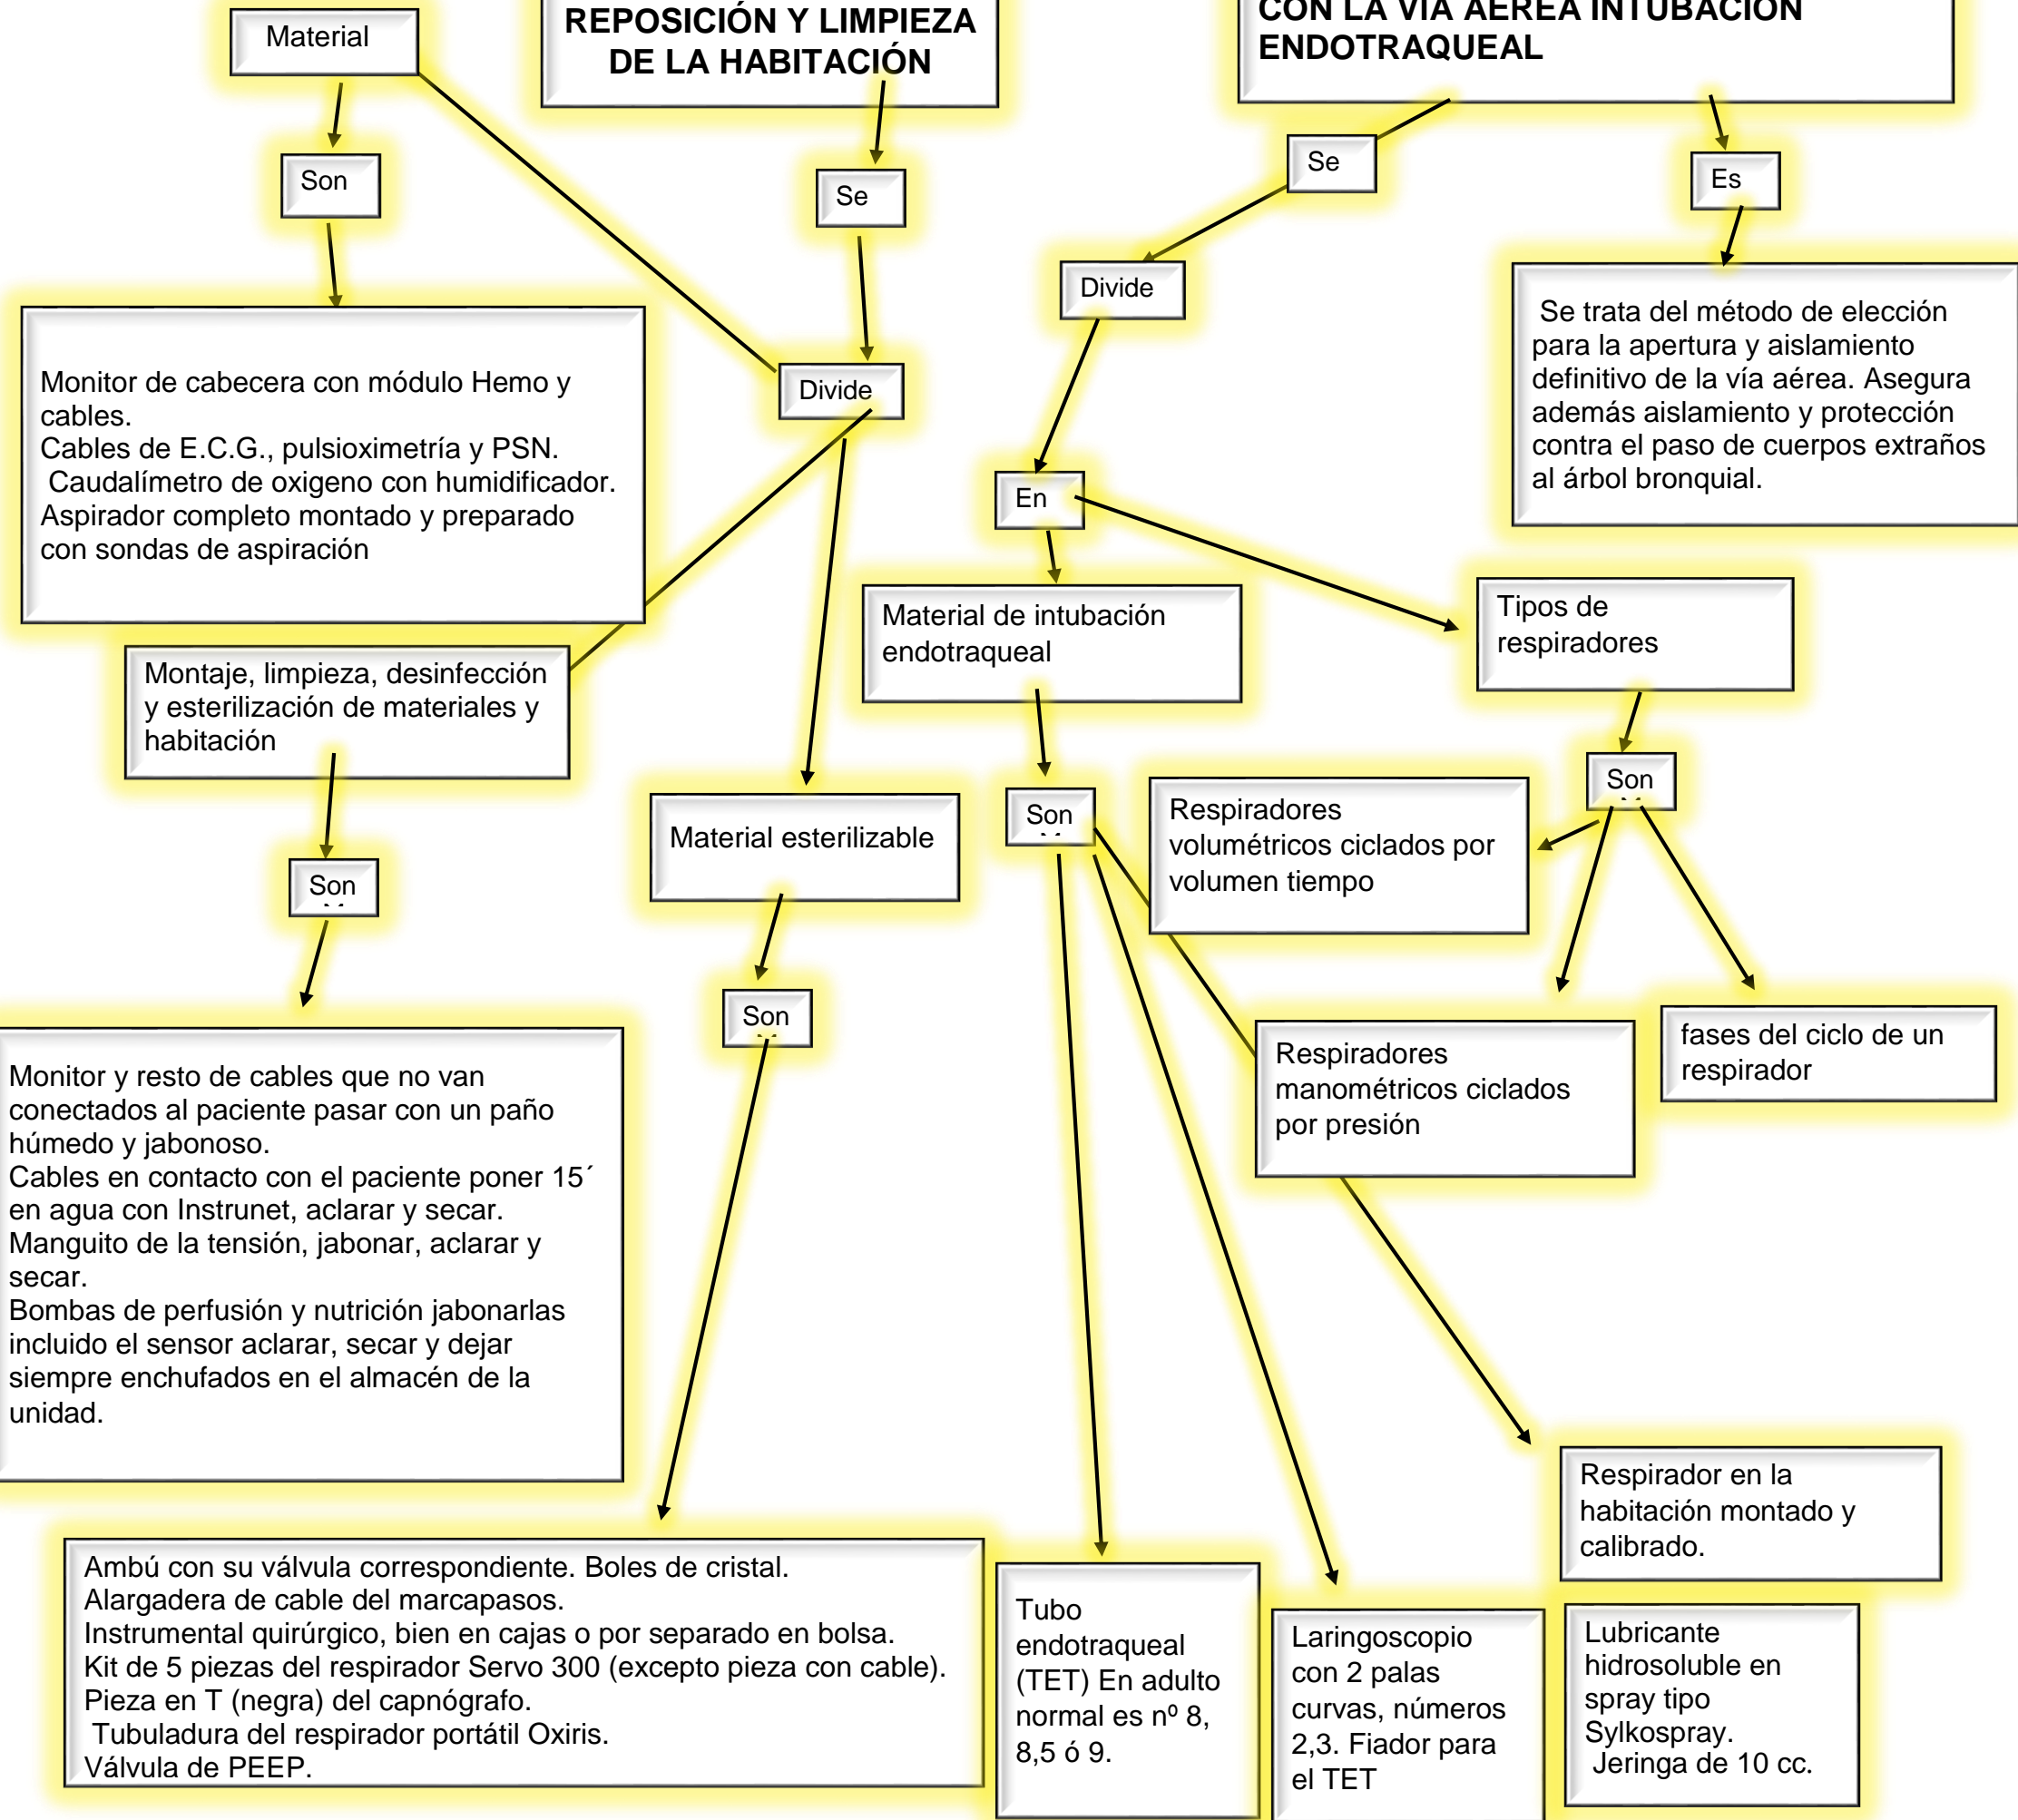 Material
REPOSICIÓN Y LIMPIEZA
DE LA HABITACIÓN
CON LA VÍA AÉREA INTUBACIÓN
ENDOTRAQUEAL
Son
Se
Se
Es
Divide
Se trata del método de elección
para la apertura y aislamiento
definitivo de la vía aérea. Asegura
además aislamiento y protección
contra el paso de cuerpos extraños
al árbol bronquial.
Monitor de cabecera con módulo Hemo y
cables.
Cables de E.C.G., pulsioximetría y PSN.
Caudalímetro de oxigeno con humidificador.
Aspirador completo montado y preparado
con sondas de aspiración
Divide
En
Material de intubación
endotraqueal
Tipos de
respiradores
Montaje, limpieza, desinfección
y esterilización de materiales y
habitación
Material esterilizable
Son
Respiradores
volumétricos ciclados por
volumen tiempo
Son
Son
Son
Monitor y resto de cables que no van
conectados al paciente pasar con un paño
húmedo y jabonoso.
Cables en contacto con el paciente poner 15´
en agua con Instrunet, aclarar y secar.
Manguito de la tensión, jabonar, aclarar y
secar.
Bombas de perfusión y nutrición jabonarlas
incluido el sensor aclarar, secar y dejar
siempre enchufados en el almacén de la
unidad.
Respiradores
manométricos ciclados
por presión
fases del ciclo de un
respirador
Respirador en la
habitación montado y
calibrado.
Ambú con su válvula correspondiente. Boles de cristal.
Alargadera de cable del marcapasos.
Instrumental quirúrgico, bien en cajas o por separado en bolsa.
Kit de 5 piezas del respirador Servo 300 (excepto pieza con cable).
Pieza en T (negra) del capnógrafo.
Tubuladura del respirador portátil Oxiris.
Válvula de PEEP.
Tubo
endotraqueal
(TET) En adulto
normal es nº 8,
8,5 ó 9.
Laringoscopio
con 2 palas
curvas, números
2,3. Fiador para
el TET
Lubricante
hidrosoluble en
spray tipo
Sylkospray.
Jeringa de 10 cc.